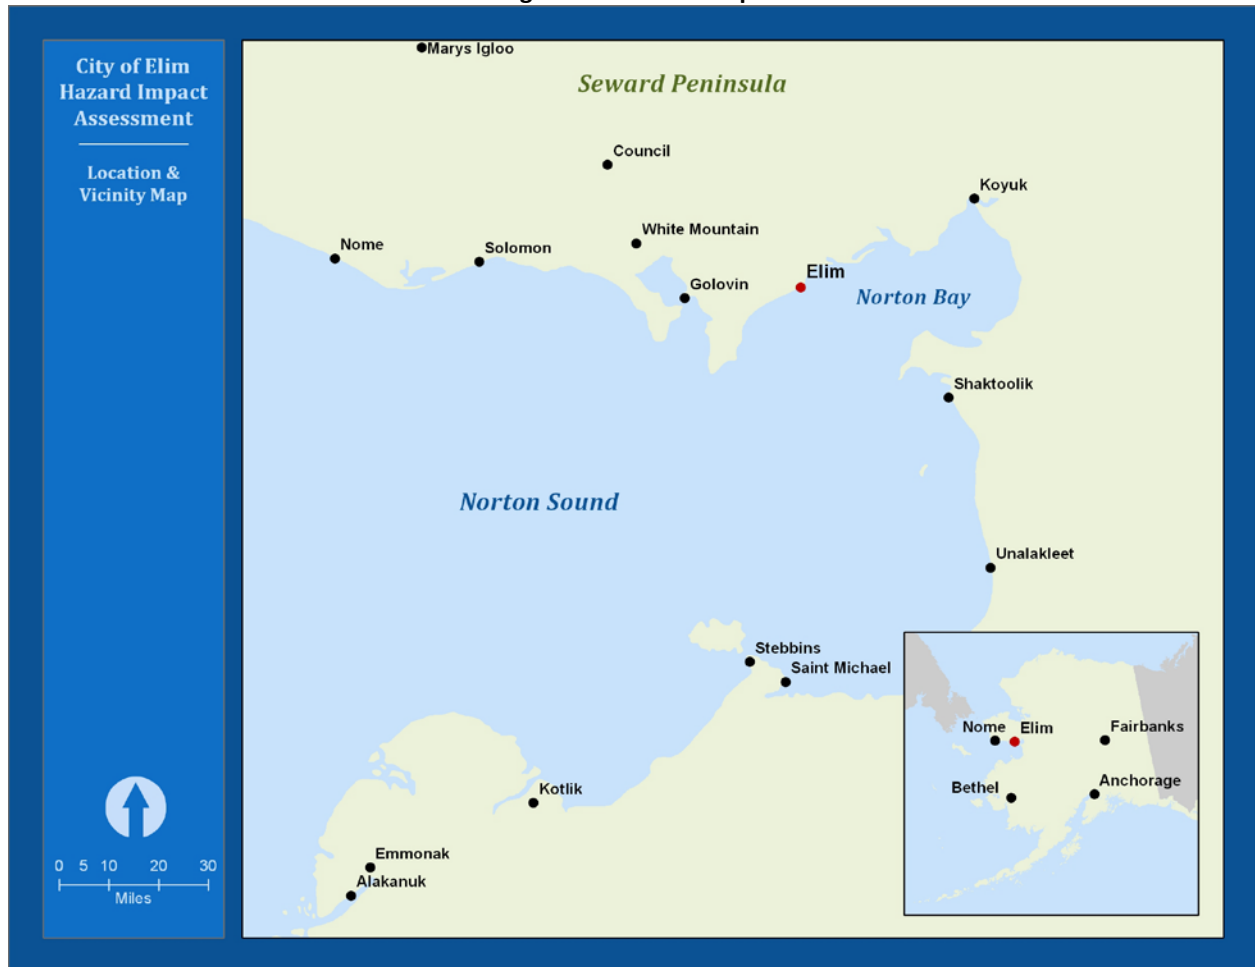 City of Elim
Hazard Impact
Assessment
Location &
Vicinity Map
0 5 10 20 30
Miles
Marys Igloo
Seward Peninsula
Council
Koyuk
White Mountain
Nome
Solomon
Elim
Golovin
Norton Bay
Shaktoolik
Norton Sound
Unalakleet
Stebbins
Saint Michael
Kotlik
Emmonak
Alakanuk
Nome
Elim
Fairbanks
Bethel
Anchorage